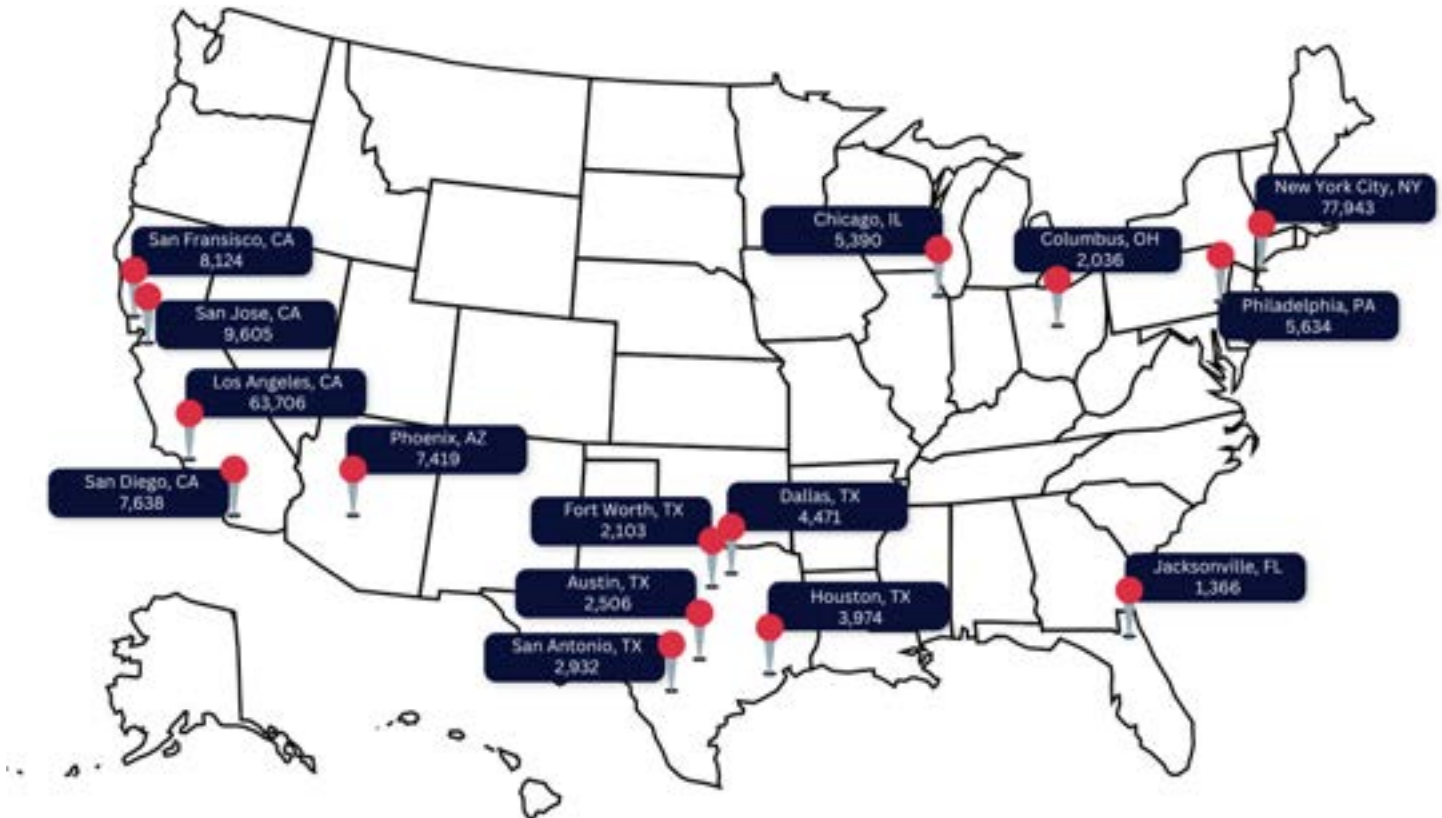 New York City, NY
77,943
Chicago, IL
5,390
Columbus, OH
2,036
San Fransisco, CA
8,124
Philadelphia, PA
5,634
San Jose, CA
9,605
Los Angeles, CA
63,706
Phoenix, AZ
7,419
San Diego, CA
7,638
Dallas, TX
4,471
Fort Worth, TX
2,103
Jacksonville, FL
1,366
Austin, TX
2,506
Houston, TX
3,974
San Antonio, TX
2,932